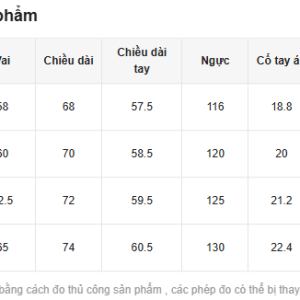 phẩm
Vai Chiều dài Chiều dài tay Ngực Cổ tay á
58 68 57.5 116 18.8
60 70 58.5 120 20
2.5 72 59.5 125 21.2
65 74 60.5 130 22.4
bằng cách đo thủ công sản phẩm , các phép đo có thể bị thay